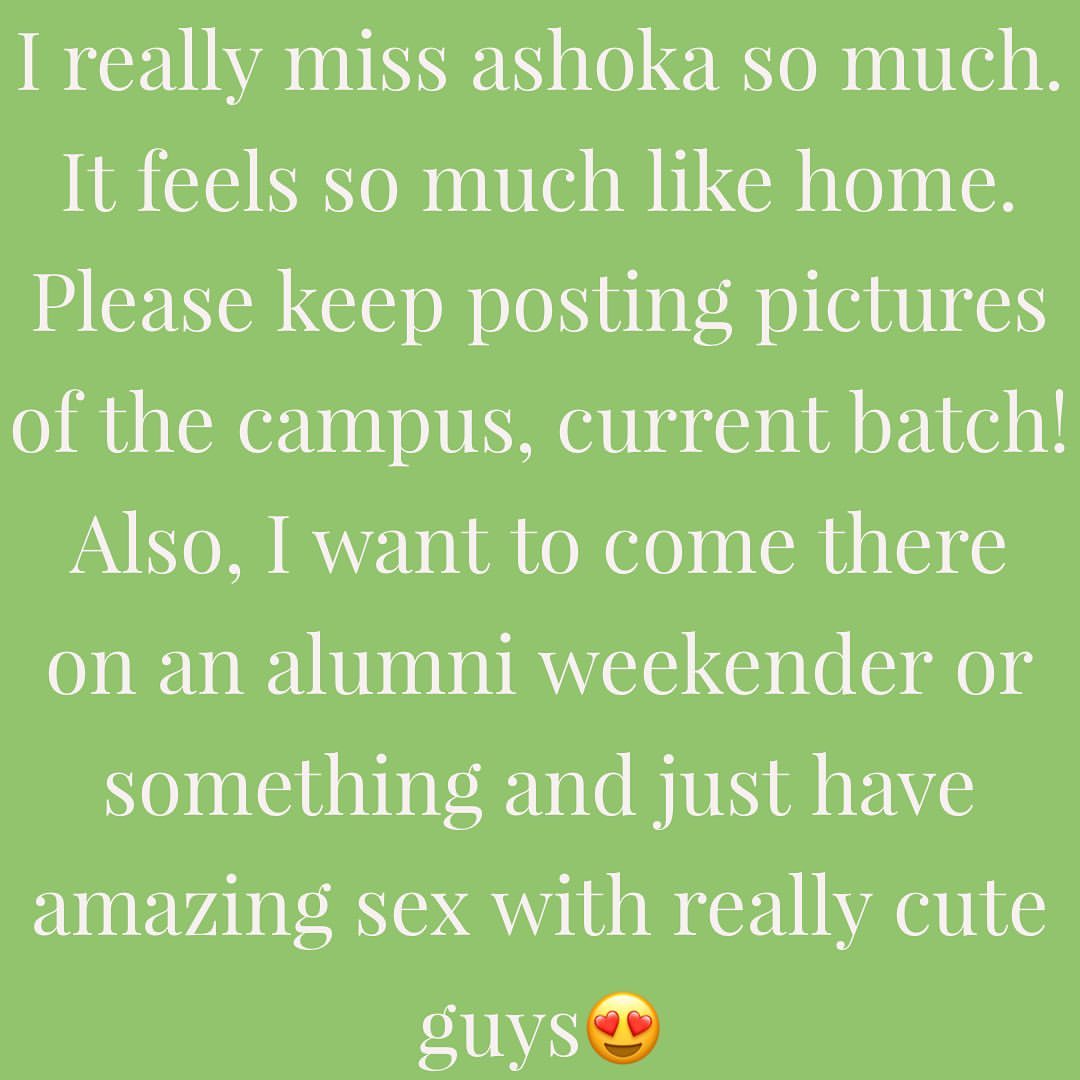 I really miss ashoka so much.
It feels so much like home.
Please keep posting pictures
of the campus, current batch!
Also, I want to come there
on an alumni weekender or
something and just have
amazing sex with really cute
guys😍